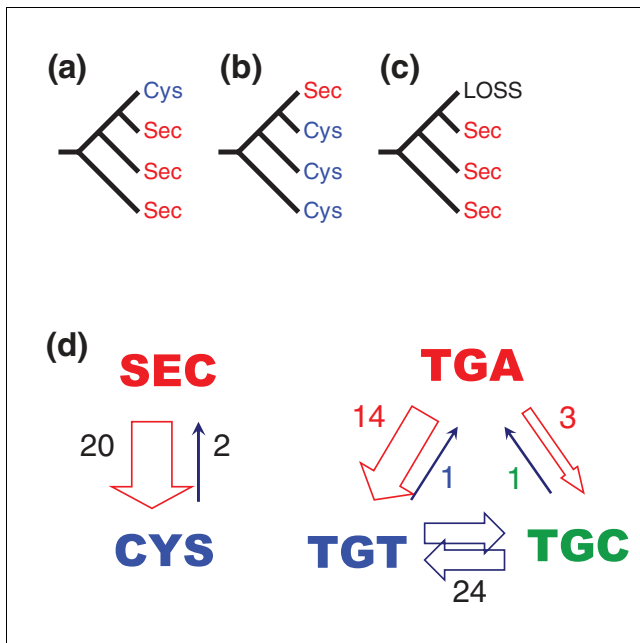 (a) (b) (c)
Cys Sec LOSS
Sec Cys Sec
Sec Cys Sec
Sec Cys Sec
(d)
SEC TGA
20 2 14 3
1 1
CYS TGT TGC
24